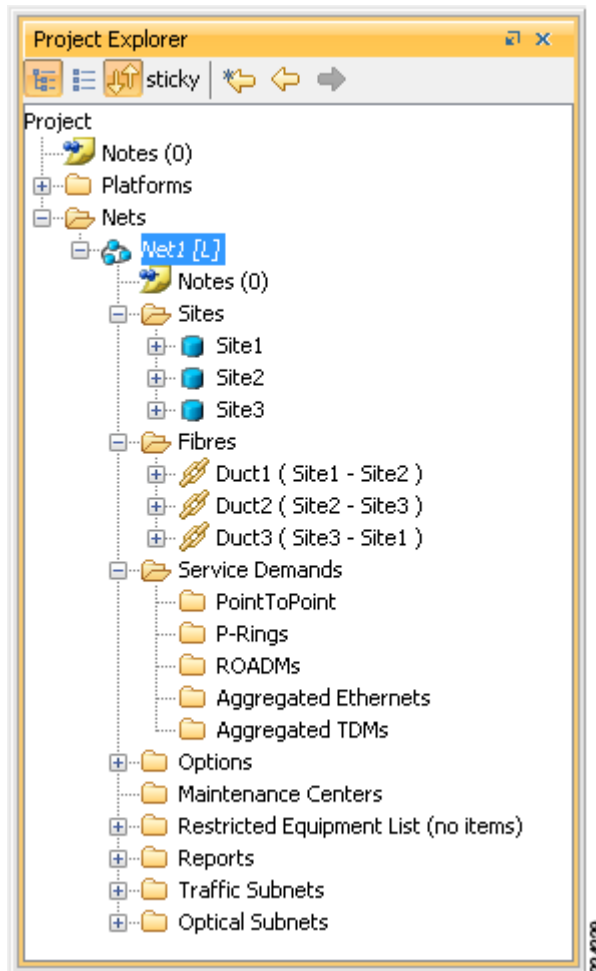 Project Explorer
sticky
Project
Notes (0)
Platforms
Nets
Net1 [L]
Notes (0)
Sites
Site1
Site2
Site3
Fibres
Duct1 ( Site1 - Site2 )
Duct2 ( Site2 - Site3 )
Duct3 ( Site3 - Site1 )
Service Demands
PointToPoint
P-Rings
ROADMs
Aggregated Ethernets
Aggregated TDMs
Options
Maintenance Centers
Restricted Equipment List (no items)
Reports
Traffic Subnets
Optical Subnets